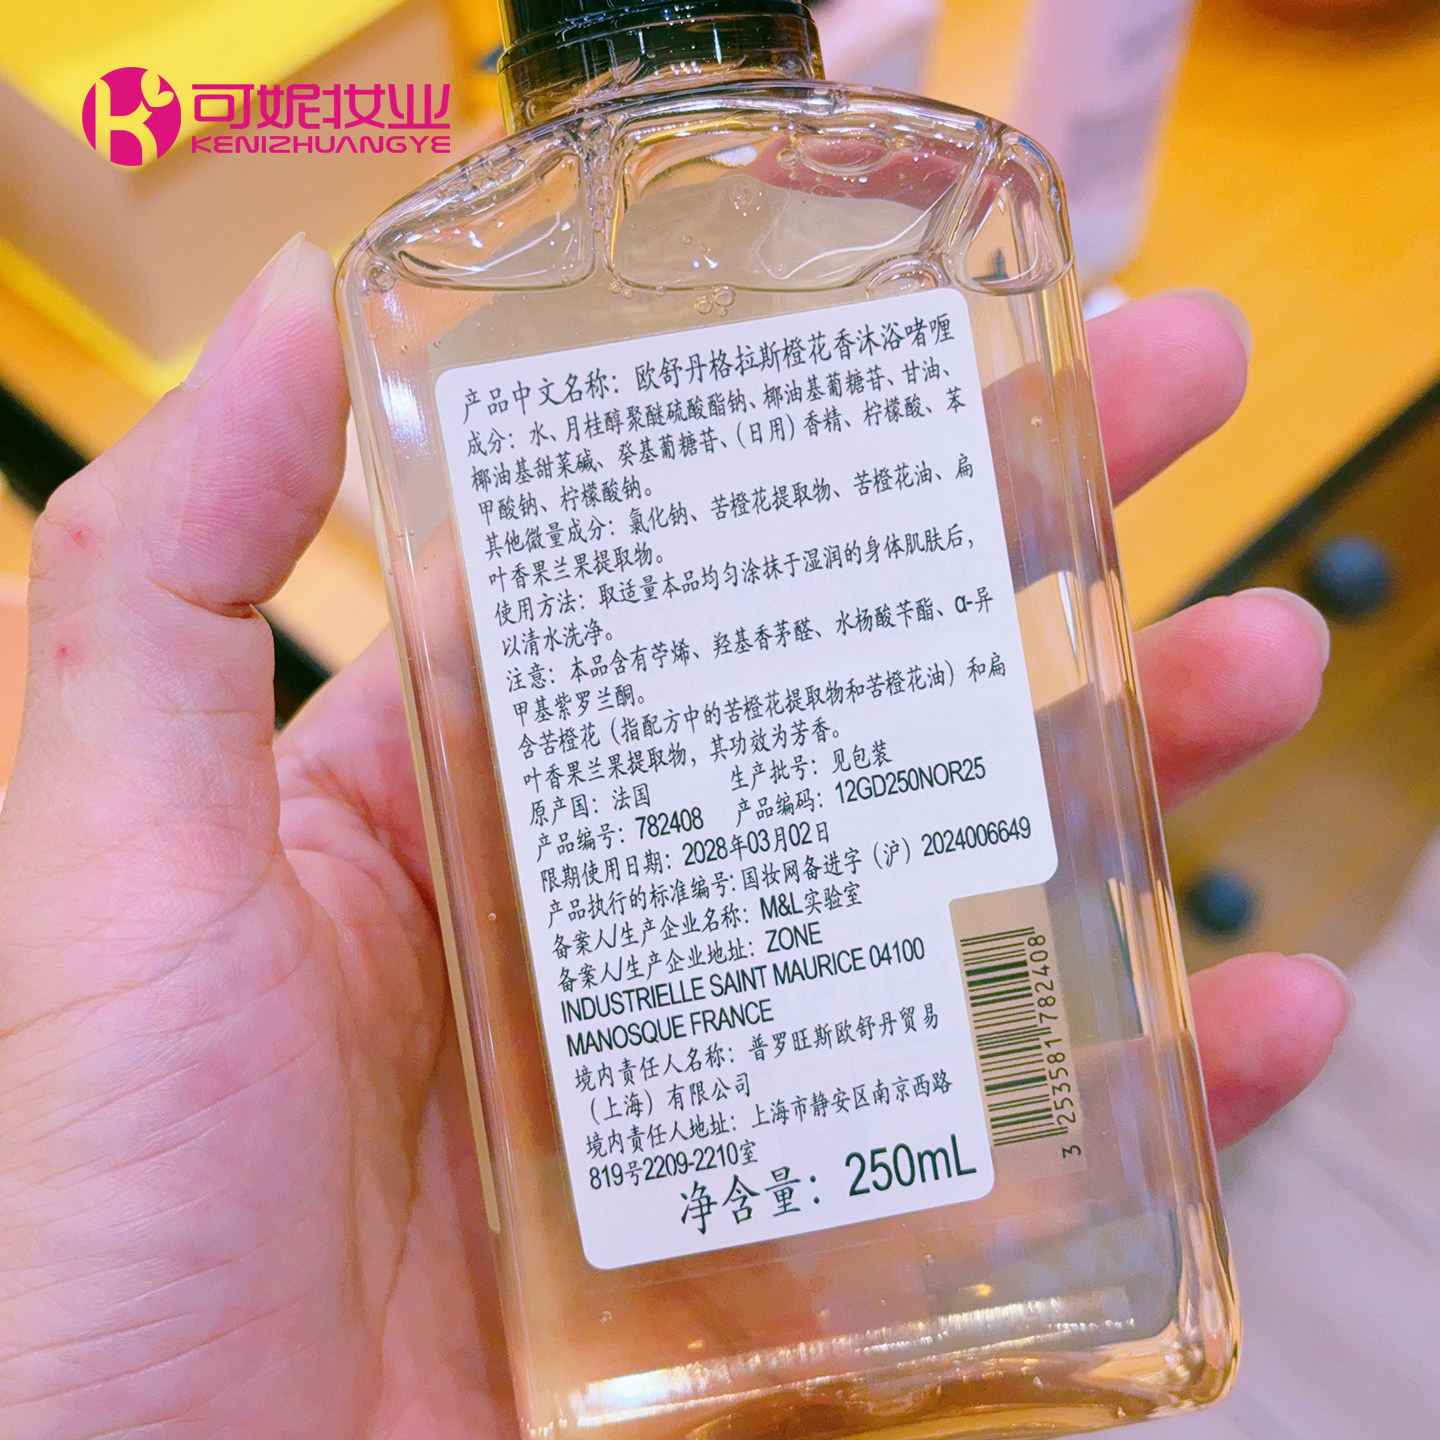 可妮妆业
KENIZHUANGYE
产品中文名称：欧舒丹格拉斯橙花香沐浴啫喱
成分：水、月桂醇聚醚硫酸酯钠、椰油基葡糖苷、甘油、
椰油基甜菜碱、癸基葡糖苷、（日用）香精、柠檬酸、苯
甲酸钠、柠檬酸钠。
其他微量成分：氯化钠、苦橙花提取物、苦橙花油、扁
叶香果兰果提取物。
使用方法：取适量本品均匀涂抹于湿润的身体肌肤后，
以清水洗净。
注意：本品含有苧烯、羟基香茅醛、水杨酸苄酯、α-异
甲基紫罗兰酮。
含苦橙花（指配方中的苦橙花提取物和苦橙花油）和扁
叶香果兰果提取物，其功效为芳香。
原产国：法国 生产批号：见包装
产品编号：782408 产品编码：12GD250NOR25
限期使用日期：2028年03月02日
产品执行的标准编号：国妆网备进字（沪）2024006649
备案人/生产企业名称：M&L实验室
备案人/生产企业地址：ZONE
INDUSTRIELLE SAINT MAURICE 04100
MANOSQUE FRANCE
境内责任人名称：普罗旺斯欧舒丹贸易
（上海）有限公司
境内责任人地址：上海市静安区南京西路
819号2209-2210室
净含量：250mL
3 253581 782408